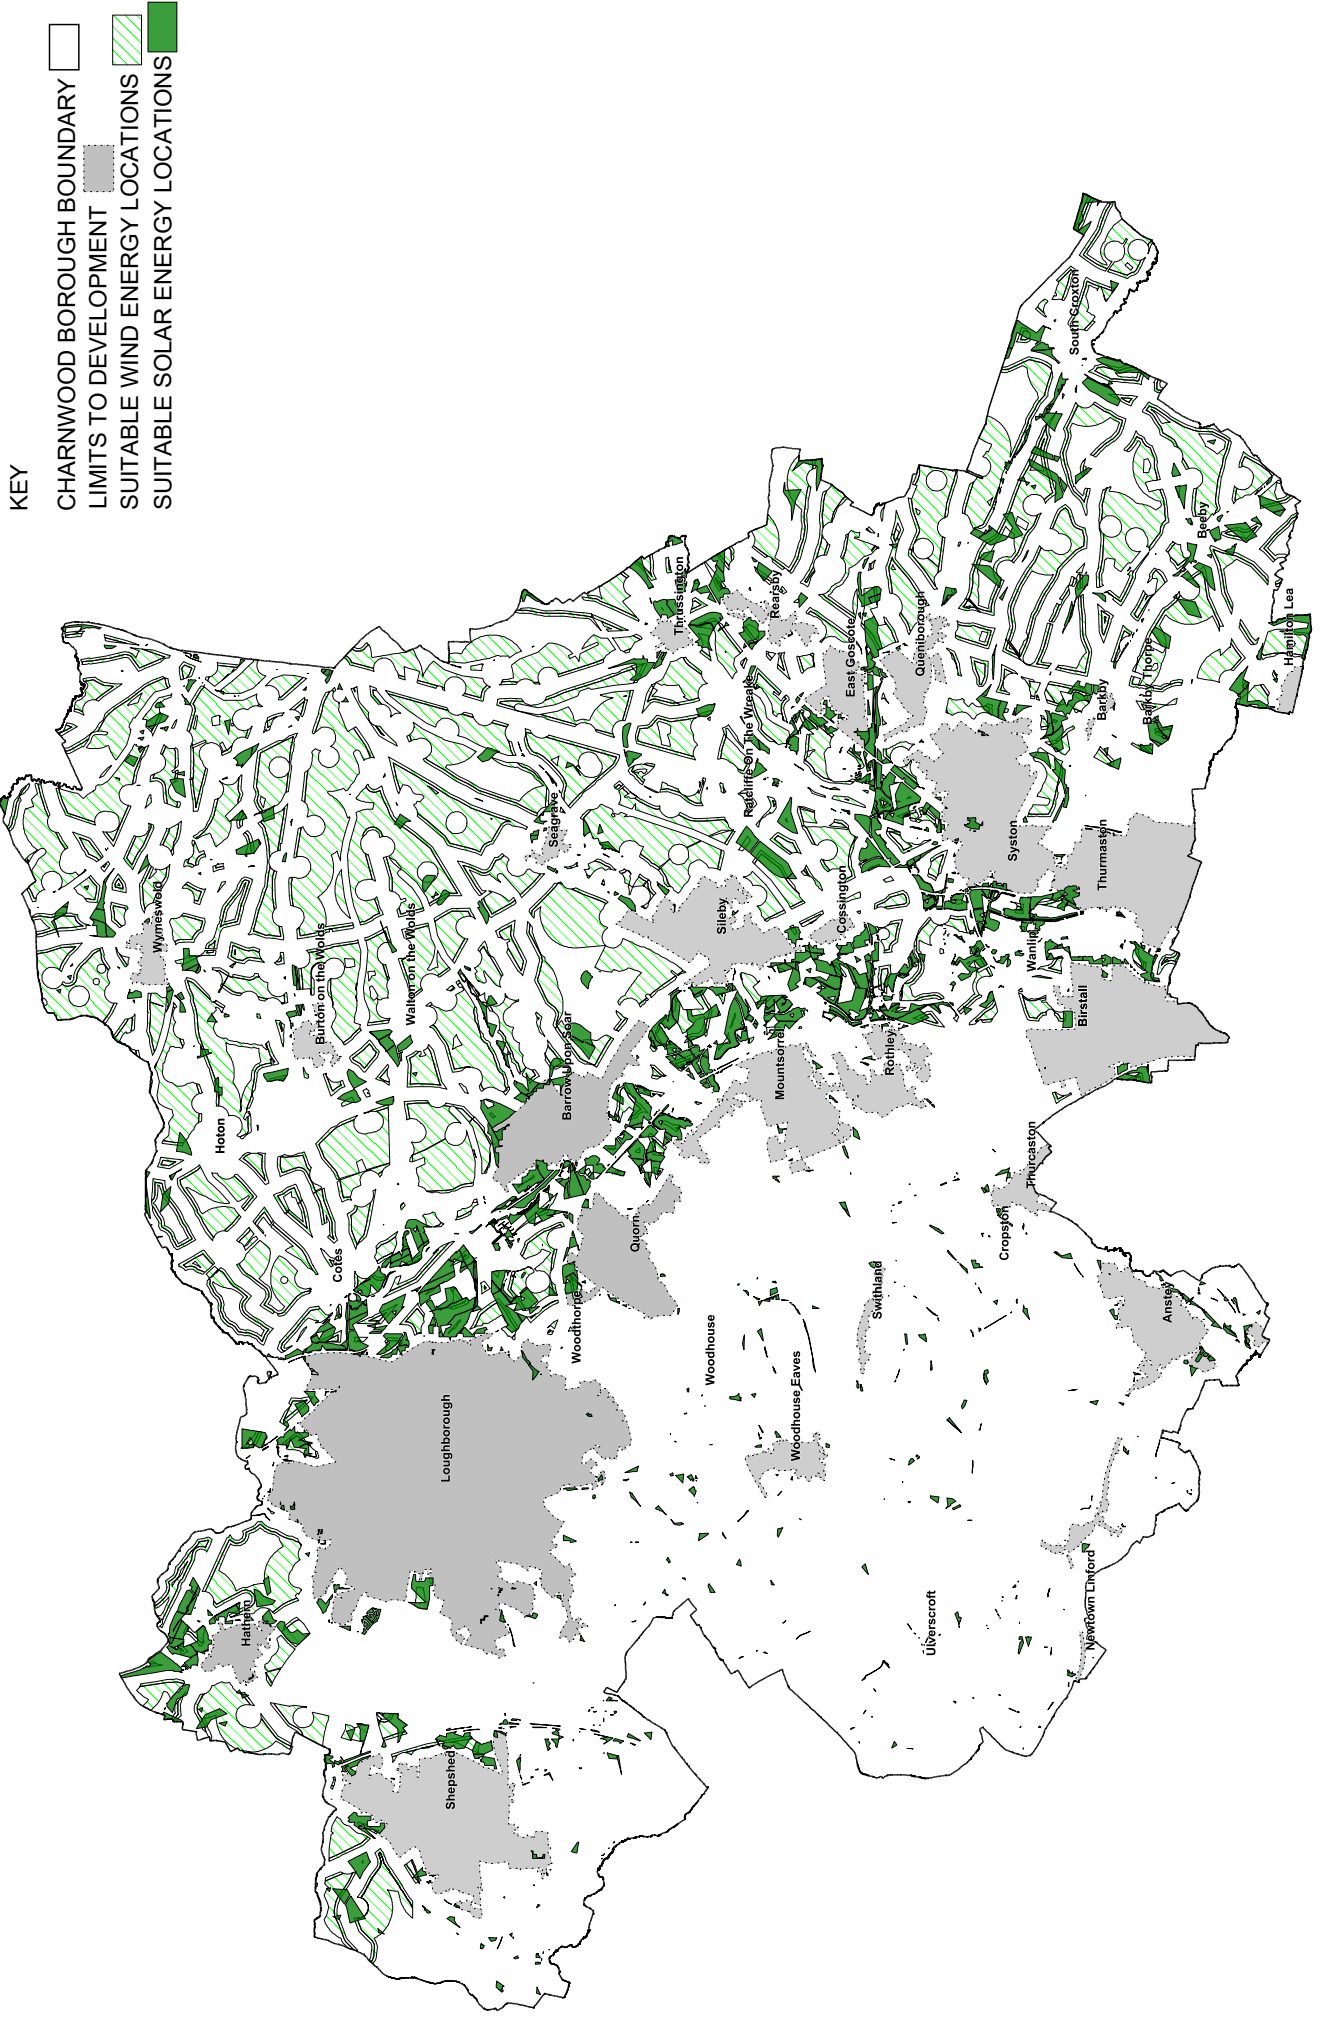 KEY
CHARNWOOD BOROUGH BOUNDARY
LIMITS TO DEVELOPMENT
SUITABLE WIND ENERGY LOCATIONS
SUITABLE SOLAR ENERGY LOCATIONS
Wymeswold
Hoton
Burton on the Wolds
Cotes
Walton on the Wolds
Hathern
Loughborough
Shepshed
Seagrave
Barrow Upon Soar
Woodthorpe
Quorn
Thrussington
Sileby
Woodhouse
Rearsby
Ratcliffe On The Wreake
Mountsorrel
Woodhouse Eaves
East Goscote
Cossington
Rothley
Swithland
Queniborough
Ulverscroft
South Croxton
Syston
Wanlip
Thurcaston
Cropston
Barkby
Thurmaston
Birstall
Newtown Linford
Barkby Thorpe
Anstey
Beeby
Hamilton Lea